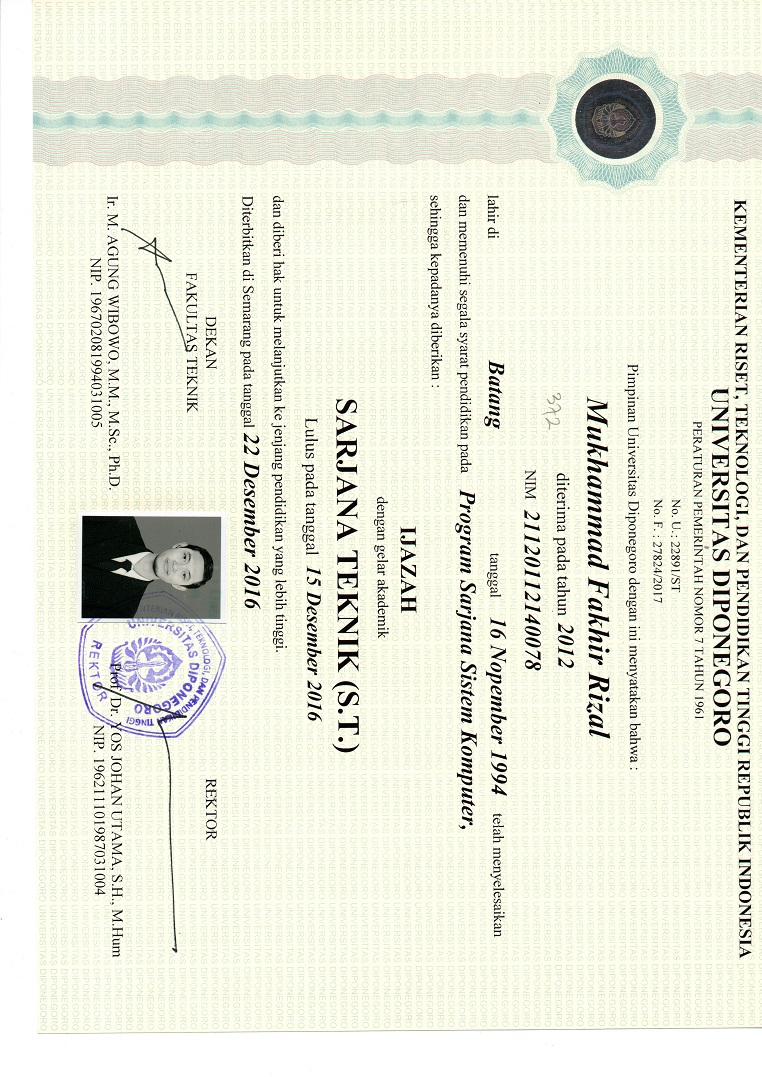 KEMENTERIAN RISET, TEKNOLOGI, DAN PENDIDIKAN TINGGI REPUBLIK INDONESIA
UNIVERSITAS DIPONEGORO
PERATURAN PEMERINTAH NOMOR 7 TAHUN 1961
No. U. : 22891/ST
No. F. : 27824/2017
Pimpinan Universitas Diponegoro dengan ini menyatakan bahwa :
Mukhammad Fakhir Rizal
372 diterima pada tahun 2012
NIM 21120112140078
lahir di Batang tanggal 16 Nopember 1994 telah menyelesaikan
dan memenuhi segala syarat pendidikan pada Program Sarjana Sistem Komputer,
sehingga kepadanya diberikan :
IJAZAH
dengan gelar akademik
SARJANA TEKNIK (S.T.)
Lulus pada tanggal 15 Desember 2016
dan diberi hak untuk melanjutkan ke jenjang pendidikan yang lebih tinggi.
Diterbitkan di Semarang pada tanggal 22 Desember 2016
DEKAN
FAKULTAS TEKNIK
Ir. M. AGUNG WIBOWO, M.M., M.Sc., Ph.D.
NIP. 196702081994031005
REKTOR
Prof. Dr. YOS JOHAN UTAMA, S.H., M.Hum
NIP. 196211101987031004
KEMENTERIAN RISET, TEKNOLOGI, DAN PENDIDIKAN TINGGI
UNIVERSITAS DIPONEGORO
REKTOR